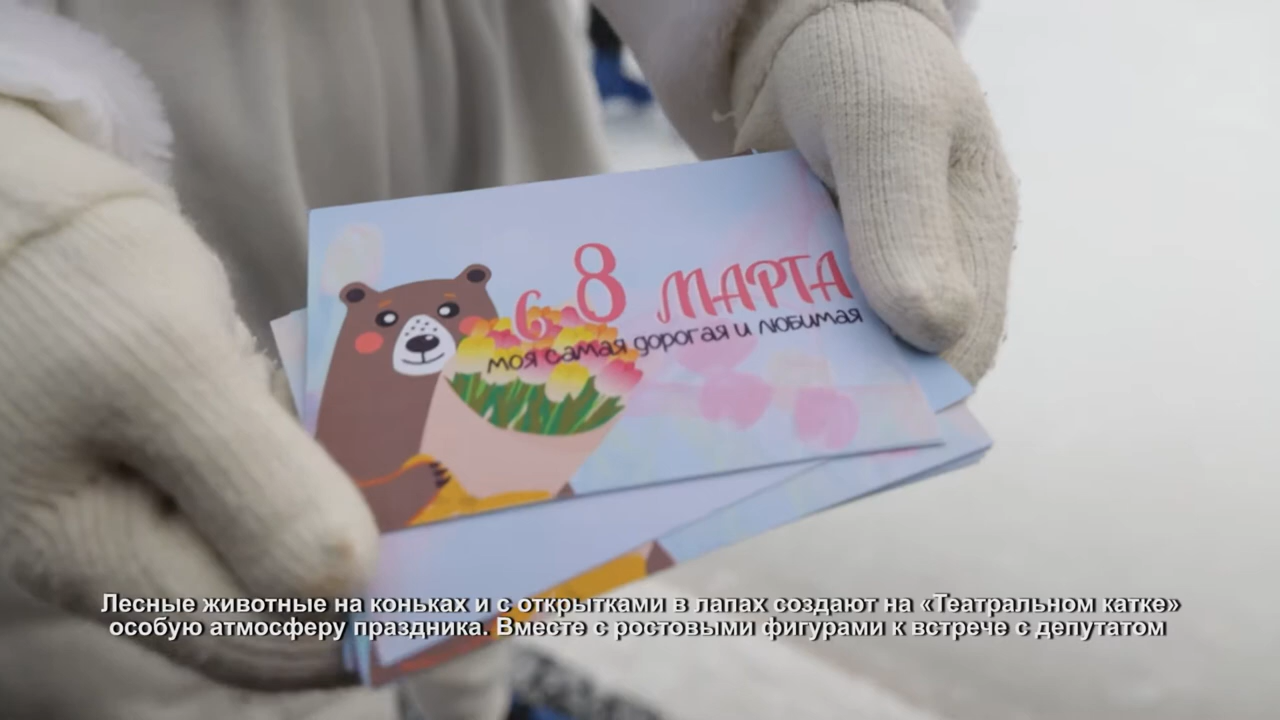 с 8 МАРТА
моя самая дорогая и любимая
Лесные животные на коньках и с открытками в лапах создают на «Театральном катке»
особую атмосферу праздника. Вместе с ростовыми фигурами к встрече с депутатом